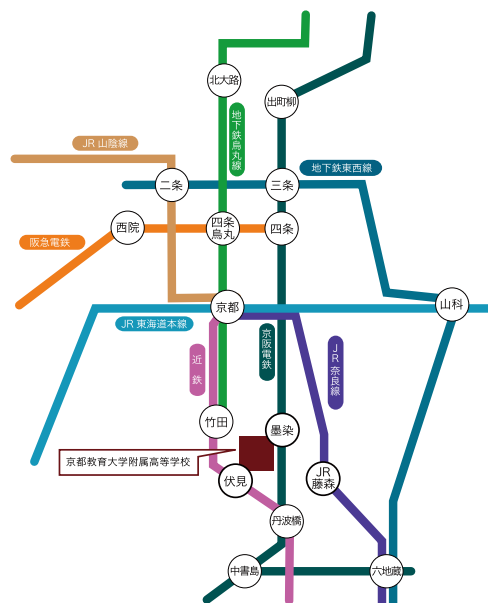 北大路
出町柳
地下鉄烏丸線
JR 山陰線
地下鉄東西線
二条
三条
西院
四条
烏丸
四条
阪急電鉄
京都
山科
JR 東海道本線
京阪電鉄
JR奈良線
近鉄
竹田
墨染
京都教育大学附属高等学校
伏見
JR
藤森
丹波橋
中書島
六地蔵